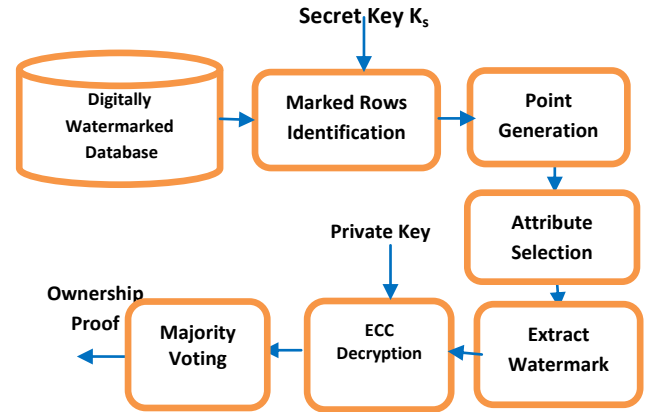 Secret Key Ks
Digitally
Watermarked
Database
Marked Rows
Identification
Point
Generation
Attribute
Selection
Private Key
Ownership
Proof
Majority
Voting
ECC
Decryption
Extract
Watermark